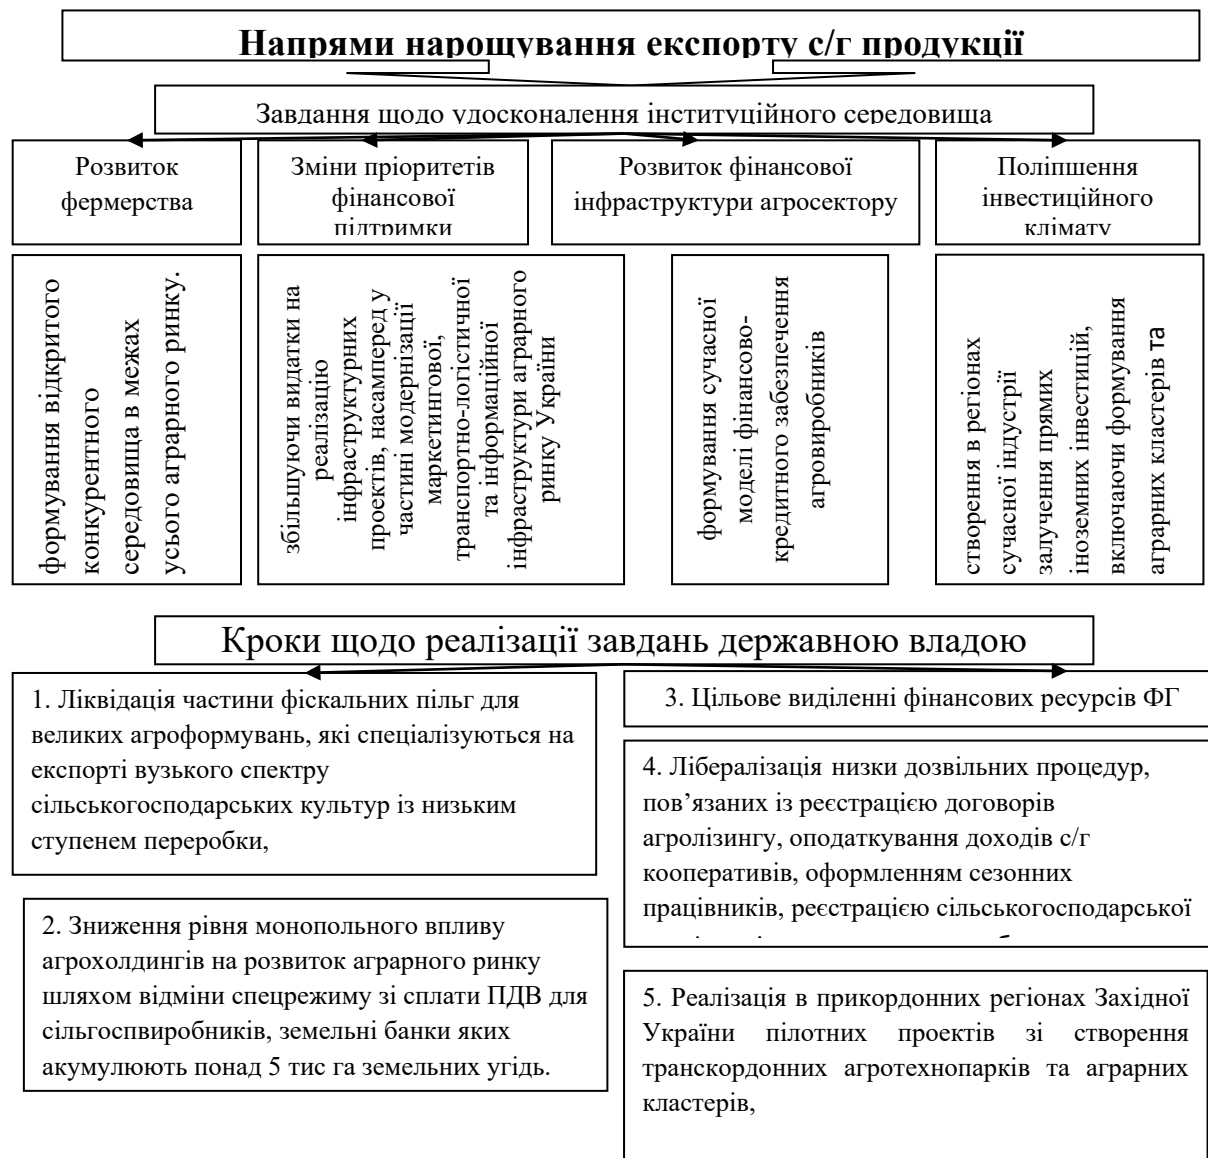 Напрями нарощування експорту с/г продукції
Завдання щодо удосконалення інституційного середовища
Розвиток
фермерства
Зміни пріоритетів
фінансової
підтримки
Розвиток фінансової
інфраструктури агросектору
Поліпшення
інвестиційного
клімату
формування відкритого
конкурентного
середовища в межах
усього аграрного ринку.
збільшуючи видатки на
реалізацію
інфраструктурних
проектів, насамперед у
частині модернізації
маркетингової,
транспортно-логістичної
та інформаційної
інфраструктури аграрного
ринку України
формування сучасної
моделі фінансово-
кредитного забезпечення
агровиробників
створення в регіонах
сучасної індустрії
залучення прямих
іноземних інвестицій,
включаючи формування
аграрних кластерів та
Кроки щодо реалізації завдань державною владою
1. Ліквідація частини фіскальних пільг для
великих агроформувань, які спеціалізуються на
експорті вузького спектру
сільськогосподарських культур із низьким
ступенем переробки,
2. Зниження рівня монопольного впливу
агрохолдингів на розвиток аграрного ринку
шляхом відміни спецрежиму зі сплати ПДВ для
сільгоспвиробників, земельні банки яких
акумулюють понад 5 тис га земельних угідь.
3. Цільове виділенні фінансових ресурсів ФГ
4. Лібералізація низки дозвільних процедур,
пов’язаних із реєстрацією договорів
агролізингу, оподаткування доходів с/г
кооперативів, оформленням сезонних
працівників, реєстрацією сільськогосподарської
5. Реалізація в прикордонних регіонах Західної
України пілотних проектів зі створення
транскордонних агротехнопарків та аграрних
кластерів,